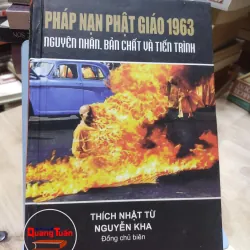 PHÁP NẠN PHẬT GIÁO 1963
NGUYÊN NHÂN, BẢN CHẤT VÀ TIẾN TRÌNH
THÍCH NHẬT TỪ
NGUYỄN KHA
Đồng chủ biên
Quang Tuấn